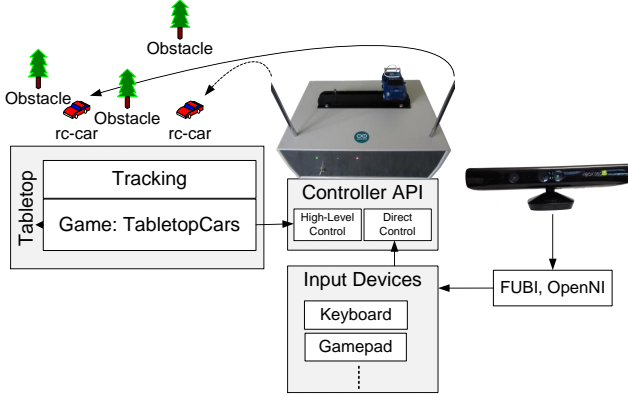 Obstacle
Obstacle
Obstacle
rc-car
rc-car
Tabletop
Tracking
Game: TabletopCars
Controller API
High-Level
Control
Direct
Control
Input Devices
Keyboard
Gamepad
FUBI, OpenNI